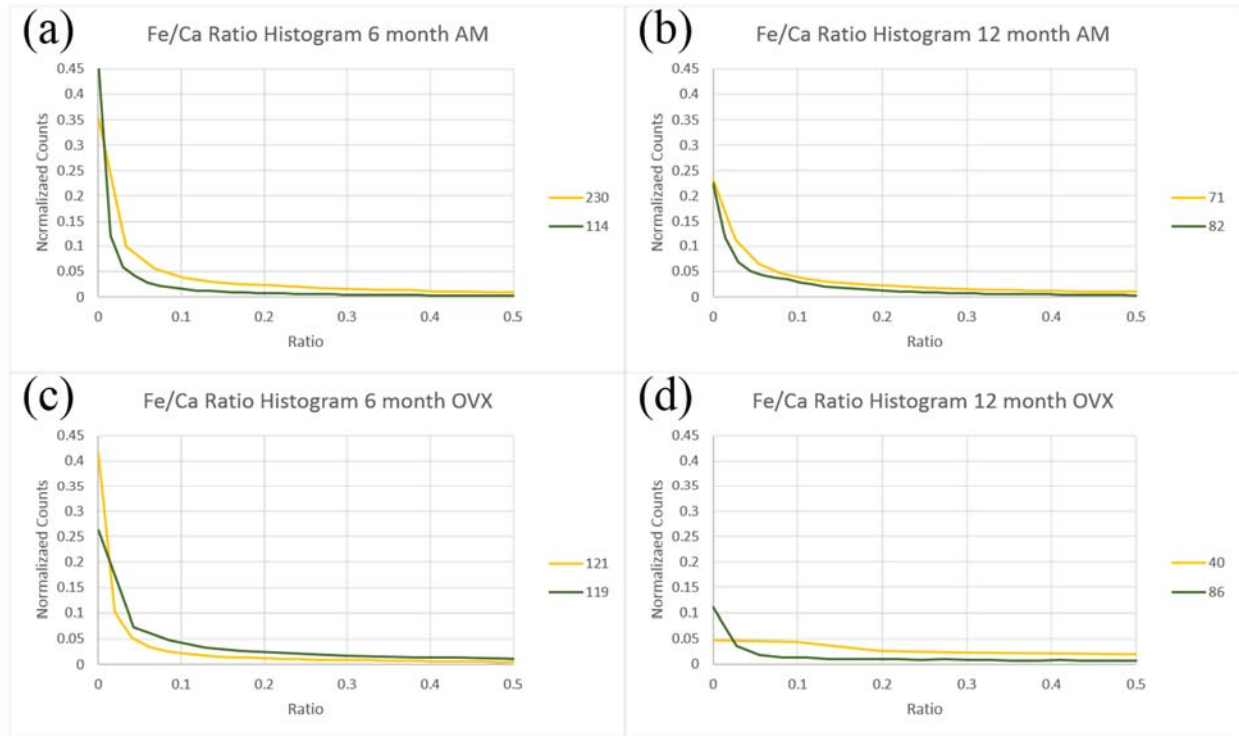 (a)
Fe/Ca Ratio Histogram 6 month AM
0.45
0.4
0.35
0.3
0.25
0.2
0.15
0.1
0.05
0
Normalizaed Counts
0 0.1 0.2 0.3 0.4 0.5
Ratio
230
114
(b)
Fe/Ca Ratio Histogram 12 month AM
0.45
0.4
0.35
0.3
0.25
0.2
0.15
0.1
0.05
0
Normalizaed Counts
0 0.1 0.2 0.3 0.4 0.5
Ratio
71
82
(c)
Fe/Ca Ratio Histogram 6 month OVX
0.45
0.4
0.35
0.3
0.25
0.2
0.15
0.1
0.05
0
Normalizaed Counts
0 0.1 0.2 0.3 0.4 0.5
Ratio
121
119
(d)
Fe/Ca Ratio Histogram 12 month OVX
0.45
0.4
0.35
0.3
0.25
0.2
0.15
0.1
0.05
0
Normalizaed Counts
0 0.1 0.2 0.3 0.4 0.5
Ratio
40
86